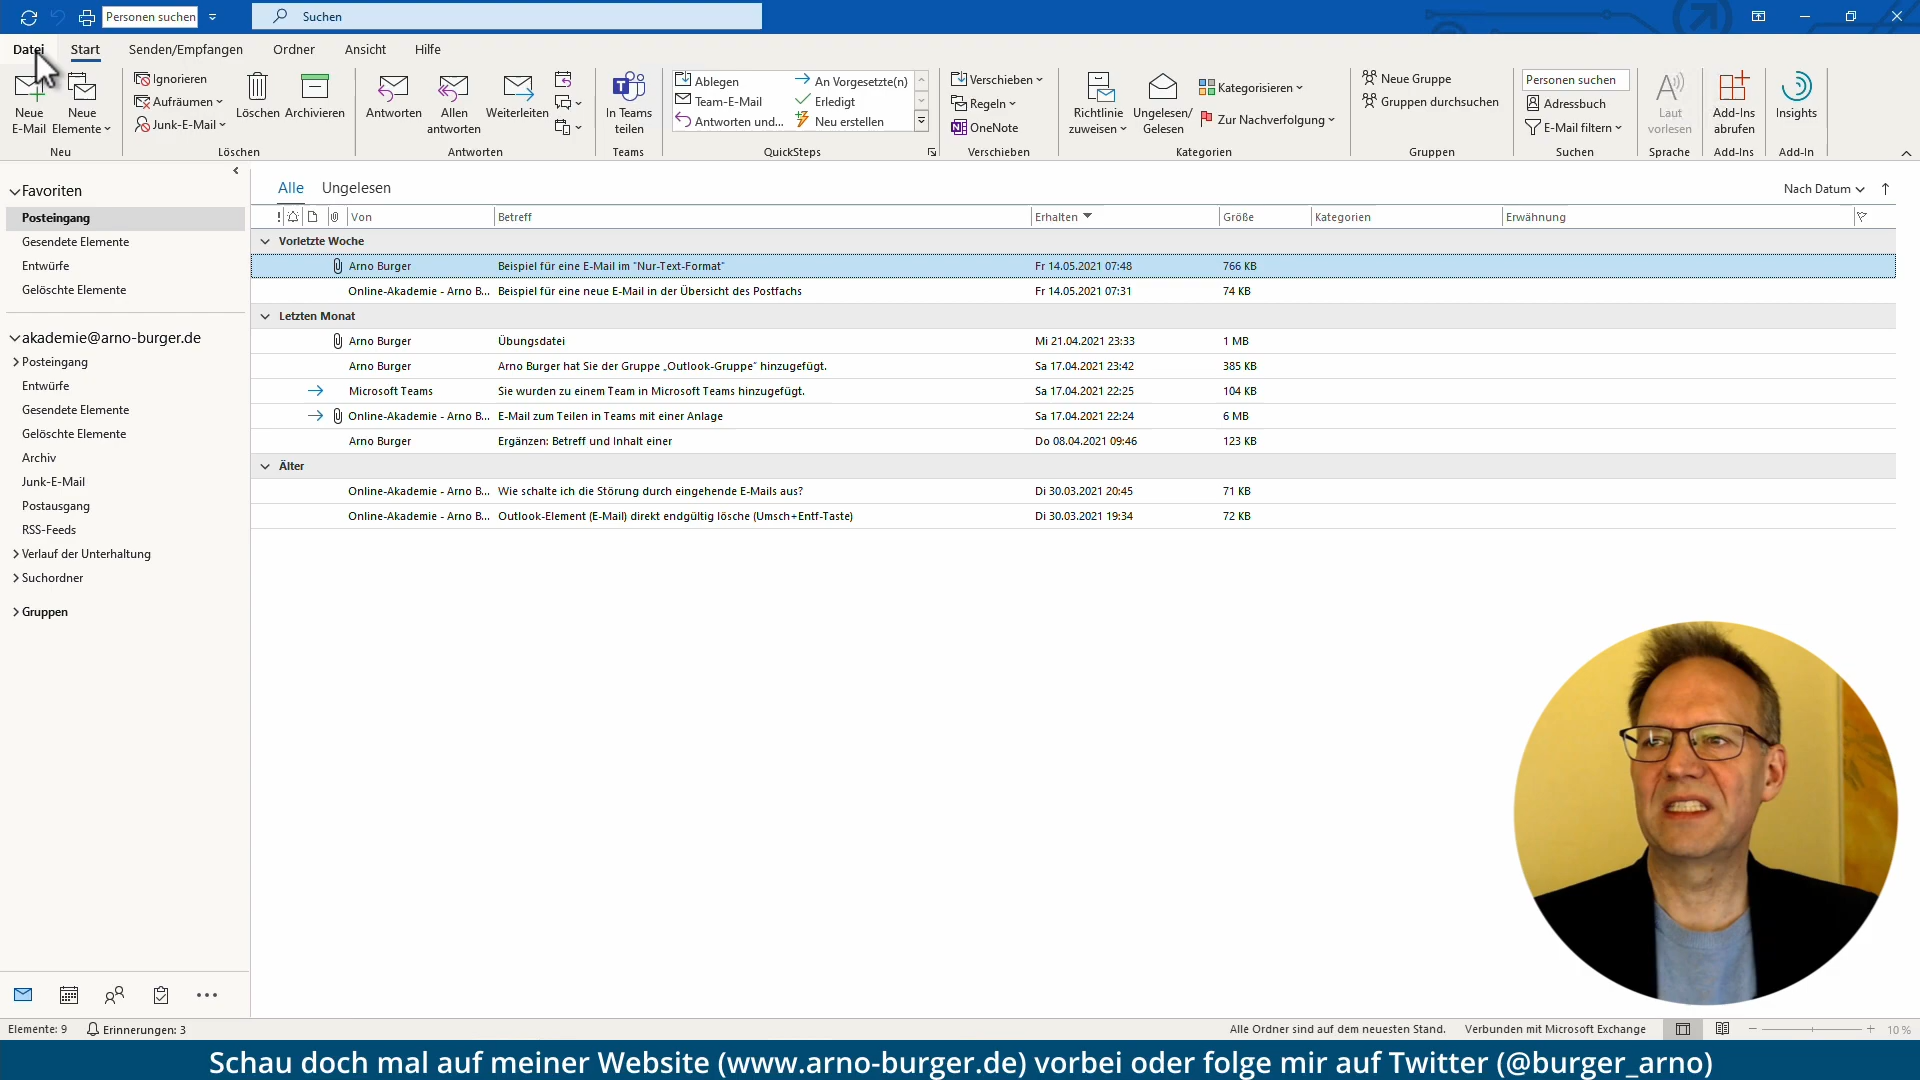 Personen suchen
Suchen
Datei Start Senden/Empfangen Ordner Ansicht Hilfe
Neue E-Mail
Neue Elemente
Neu
Ignorieren
Aufräumen
Junk-E-Mail
Löschen
Archivieren
Löschen
Antworten
Allen antworten
Weiterleiten
Antworten
In Teams teilen
Teams
Ablegen
Team-E-Mail
Antworten und...
An Vorgesetzte(n)
Erledigt
Neu erstellen
QuickSteps
Verschieben
Regeln
OneNote
Verschieben
Richtlinie zuweisen
Ungelesen/ Gelesen
Kategorisieren
Zur Nachverfolgung
Kategorien
Neue Gruppe
Gruppen durchsuchen
Gruppen
Personen suchen
Adressbuch
E-Mail filtern
Suchen
Laut vorlesen
Sprache
Add-Ins abrufen
Add-Ins
Insights
Add-In
Favoriten
Posteingang
Gesendete Elemente
Entwürfe
Gelöschte Elemente
akademie@arno-burger.de
Posteingang
Entwürfe
Gesendete Elemente
Gelöschte Elemente
Archiv
Junk-E-Mail
Postausgang
RSS-Feeds
Verlauf der Unterhaltung
Suchordner
Gruppen
Alle Ungelesen
Nach Datum
! Von Betreff Erhalten Größe Kategorien Erwähnung
Vorletzte Woche
Arno Burger Beispiel für eine E-Mail im "Nur-Text-Format" Fr 14.05.2021 07:48 766 KB
Online-Akademie - Arno B... Beispiel für eine neue E-Mail in der Übersicht des Postfachs Fr 14.05.2021 07:31 74 KB
Letzten Monat
Arno Burger Übungsdatei Mi 21.04.2021 23:33 1 MB
Arno Burger Arno Burger hat Sie der Gruppe „Outlook-Gruppe" hinzugefügt. Sa 17.04.2021 23:42 385 KB
Microsoft Teams Sie wurden zu einem Team in Microsoft Teams hinzugefügt. Sa 17.04.2021 22:25 104 KB
Online-Akademie - Arno B... E-Mail zum Teilen in Teams mit einer Anlage Sa 17.04.2021 22:24 6 MB
Arno Burger Ergänzen: Betreff und Inhalt einer Do 08.04.2021 09:46 123 KB
Älter
Online-Akademie - Arno B... Wie schalte ich die Störung durch eingehende E-Mails aus? Di 30.03.2021 20:45 71 KB
Online-Akademie - Arno B... Outlook-Element (E-Mail) direkt endgültig lösche (Umsch+Entf-Taste) Di 30.03.2021 19:34 72 KB
Elemente: 9 Erinnerungen: 3
Alle Ordner sind auf dem neuesten Stand. Verbunden mit Microsoft Exchange 10 %
Schau doch mal auf meiner Website (www.arno-burger.de) vorbei oder folge mir auf Twitter (@burger_arno)